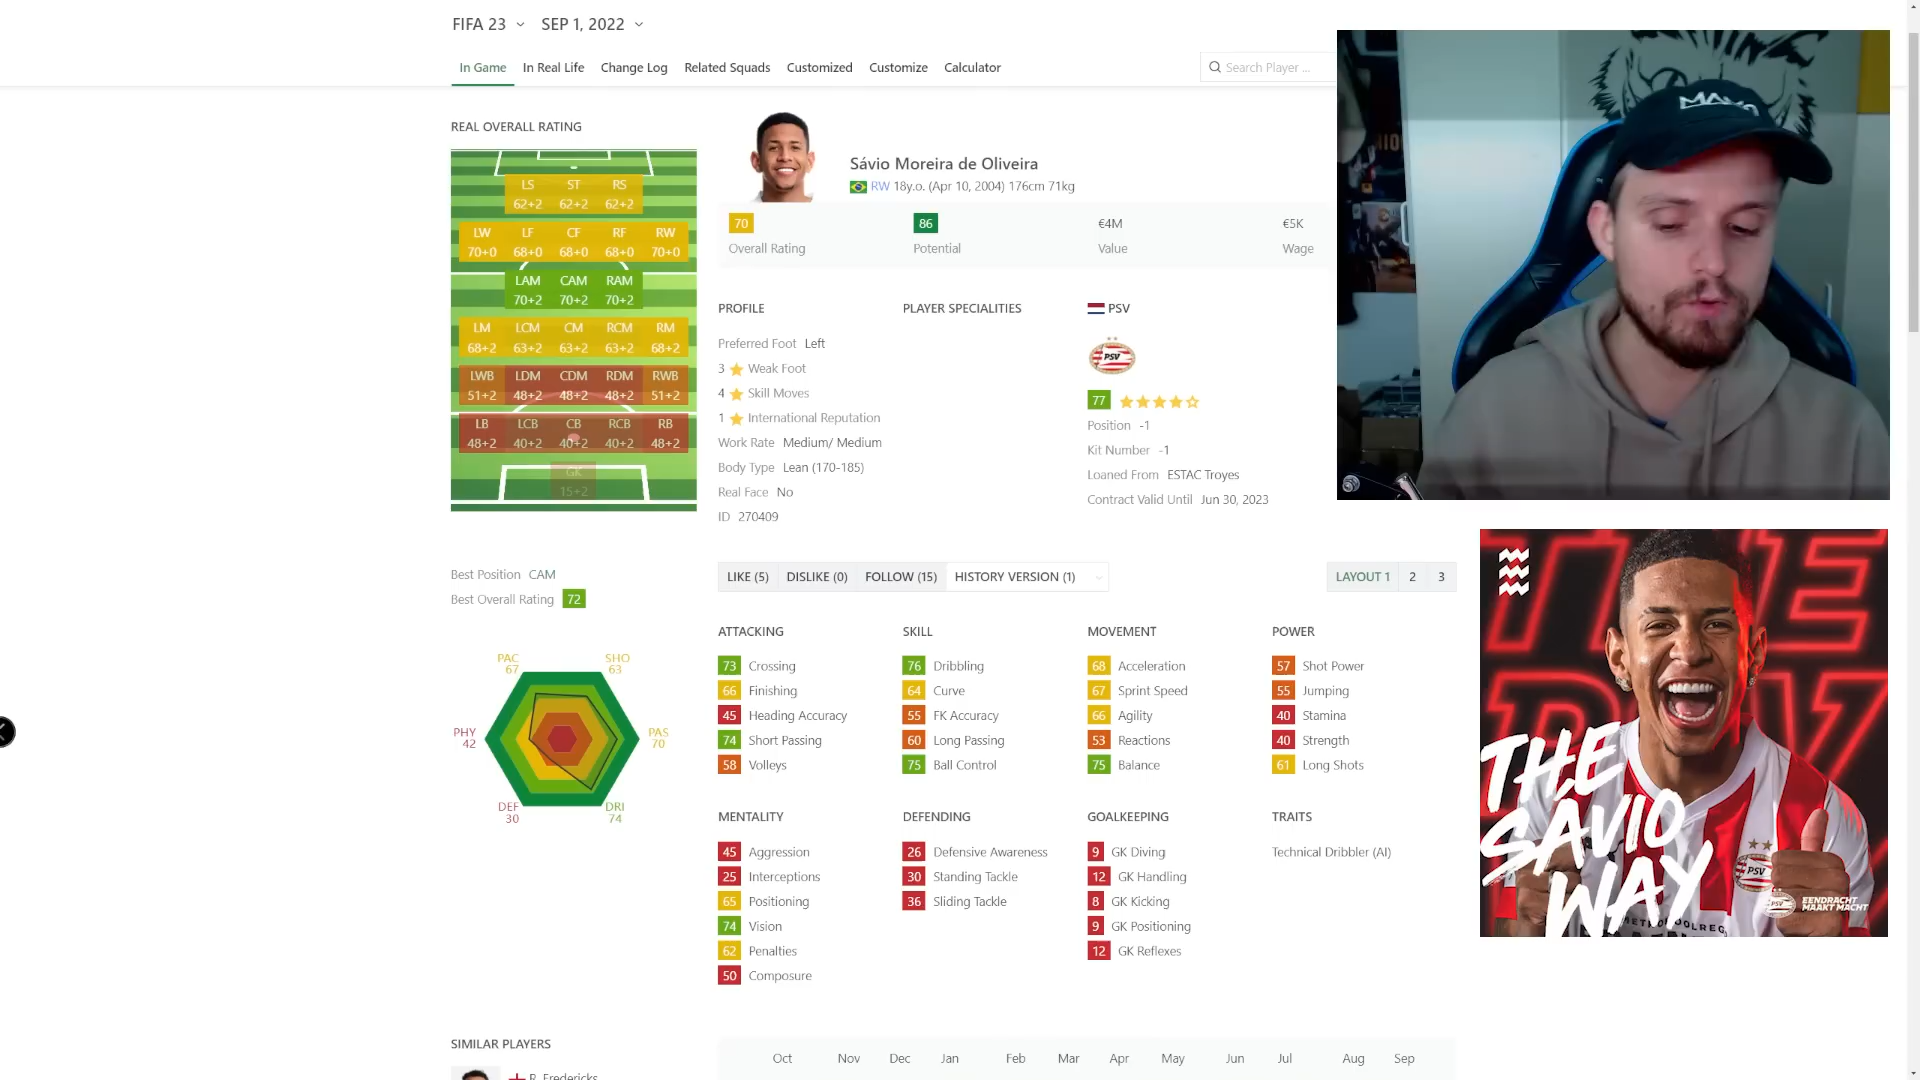 FIFA 23 SEP 1, 2022
In Game In Real Life Change Log Related Squads Customized Customize Calculator
Search Player ...
REAL OVERALL RATING
LS ST RS
62+2 62+2 62+2
LW LF CF RF RW
70+0 68+0 68+0 68+0 70+0
LAM CAM RAM
70+2 70+2 70+2
LM LCM CM RCM RM
68+2 63+2 63+2 63+2 68+2
LWB LDM CDM RDM RWB
51+2 48+2 48+2 48+2 51+2
LB LCB CB RCB RB
48+2 40+2 40+2 40+2 48+2
GK
15+2
Sávio Moreira de Oliveira
RW 18y.o. (Apr 10, 2004) 176cm 71kg
70 86 €4M €5K
Overall Rating Potential Value Wage
PROFILE
Preferred Foot Left
3 Weak Foot
4 Skill Moves
1 International Reputation
Work Rate Medium/ Medium
Body Type Lean (170-185)
Real Face No
ID 270409
PLAYER SPECIALITIES
PSV
PSV
77
Position -1
Kit Number -1
Loaned From ESTAC Troyes
Contract Valid Until Jun 30, 2023
Best Position CAM
Best Overall Rating 72
LIKE (5) DISLIKE (0) FOLLOW (15) HISTORY VERSION (1)
LAYOUT 1 2 3
PAC
67
SHO
63
PHY
42
PAS
70
DEF
30
DRI
74
ATTACKING
73 Crossing
66 Finishing
45 Heading Accuracy
74 Short Passing
58 Volleys
SKILL
76 Dribbling
64 Curve
55 FK Accuracy
60 Long Passing
75 Ball Control
MOVEMENT
68 Acceleration
67 Sprint Speed
66 Agility
53 Reactions
75 Balance
POWER
57 Shot Power
55 Jumping
40 Stamina
40 Strength
61 Long Shots
MENTALITY
45 Aggression
25 Interceptions
65 Positioning
74 Vision
62 Penalties
50 Composure
DEFENDING
26 Defensive Awareness
30 Standing Tackle
36 Sliding Tackle
GOALKEEPING
9 GK Diving
12 GK Handling
8 GK Kicking
9 GK Positioning
12 GK Reflexes
TRAITS
Technical Dribbler (AI)
SIMILAR PLAYERS
R. Fredericks
Oct Nov Dec Jan Feb Mar Apr May Jun Jul Aug Sep
THE
SÁVIO
WAY
PSV
PSV
EENDRACHT
MAAKT MACHT